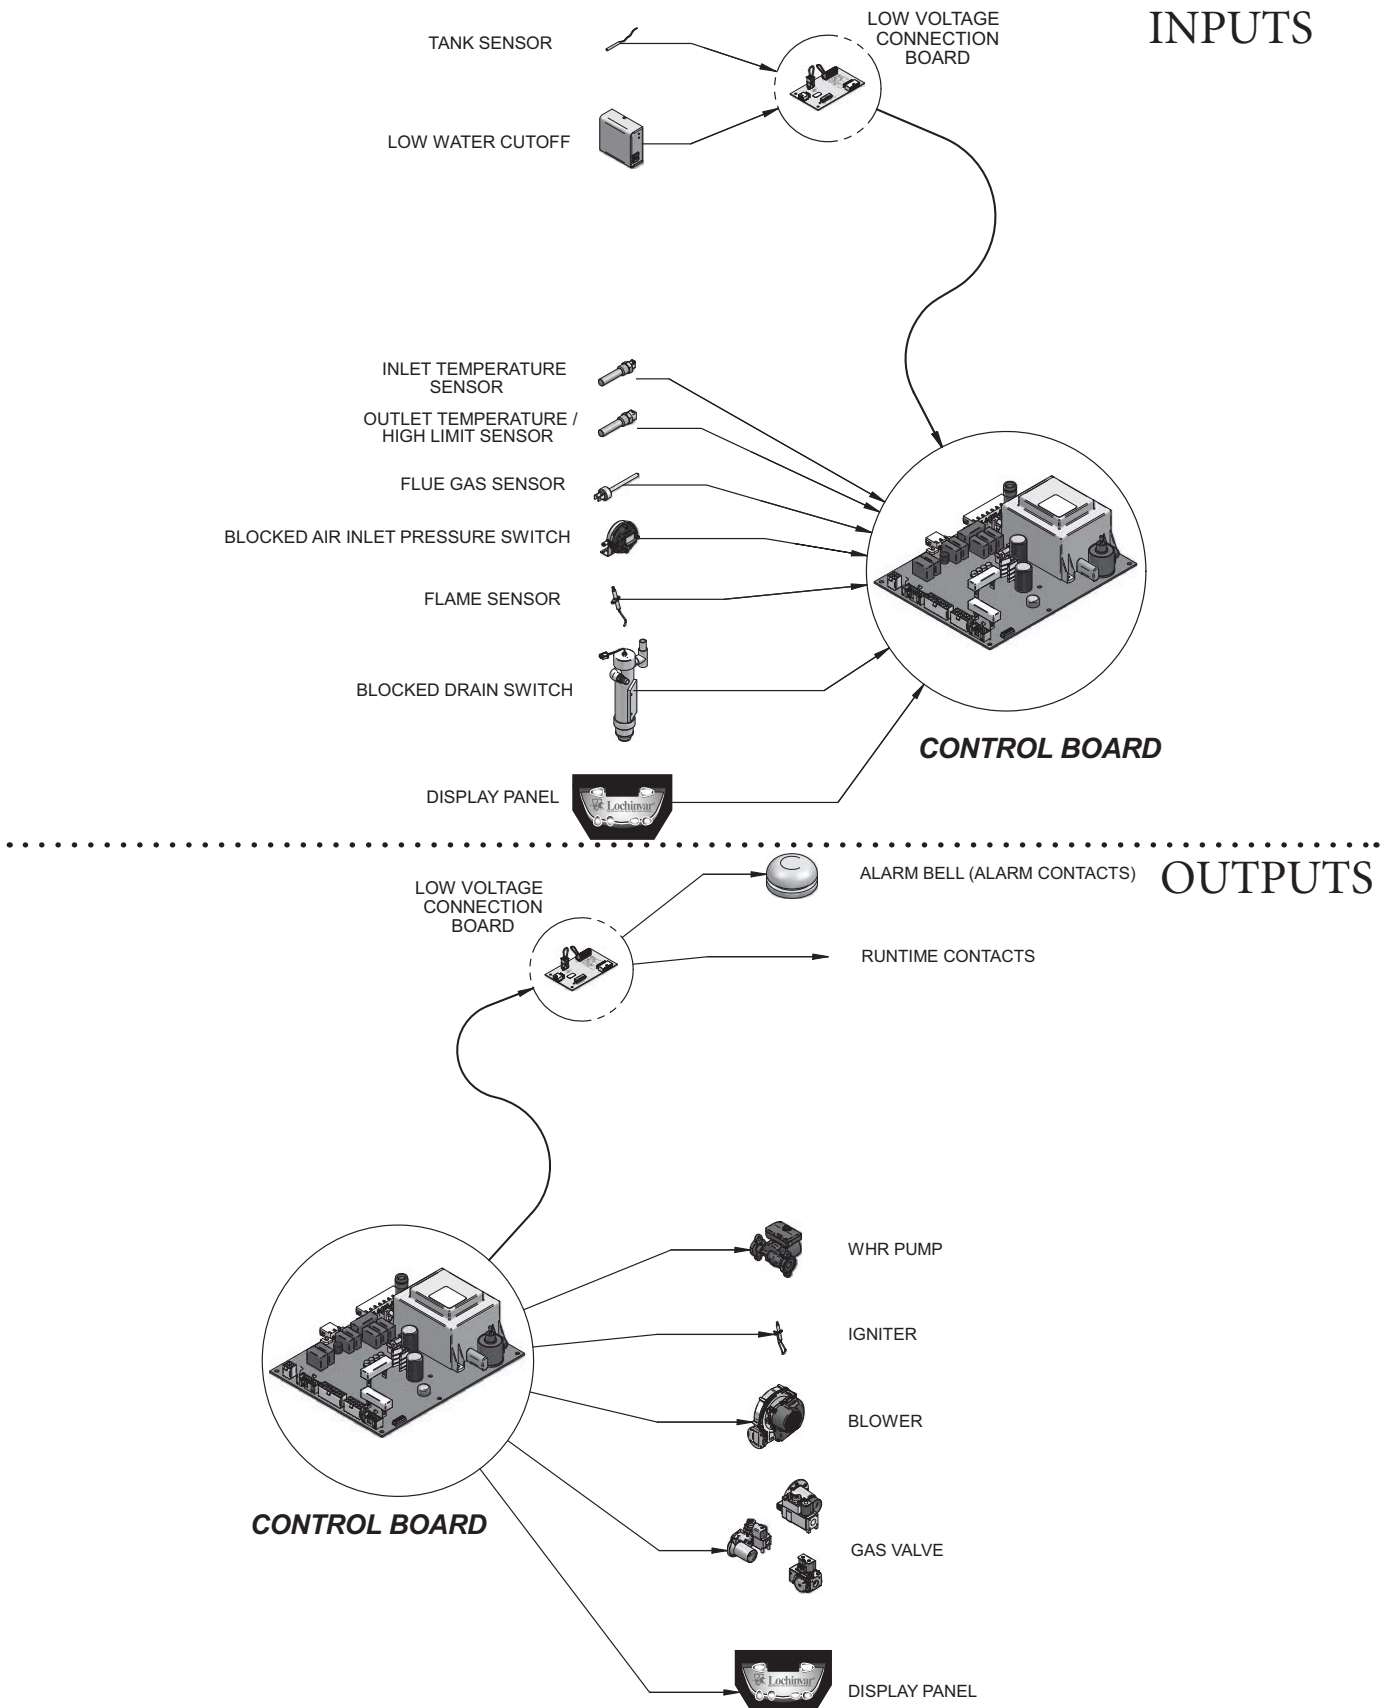 INPUTS
LOW VOLTAGE
CONNECTION
BOARD
TANK SENSOR
LOW WATER CUTOFF
INLET TEMPERATURE
SENSOR
OUTLET TEMPERATURE /
HIGH LIMIT SENSOR
FLUE GAS SENSOR
BLOCKED AIR INLET PRESSURE SWITCH
FLAME SENSOR
BLOCKED DRAIN SWITCH
CONTROL BOARD
DISPLAY PANEL
Lochinvar
OUTPUTS
ALARM BELL (ALARM CONTACTS)
LOW VOLTAGE
CONNECTION
BOARD
RUNTIME CONTACTS
WHR PUMP
IGNITER
BLOWER
CONTROL BOARD
GAS VALVE
Lochinvar
DISPLAY PANEL